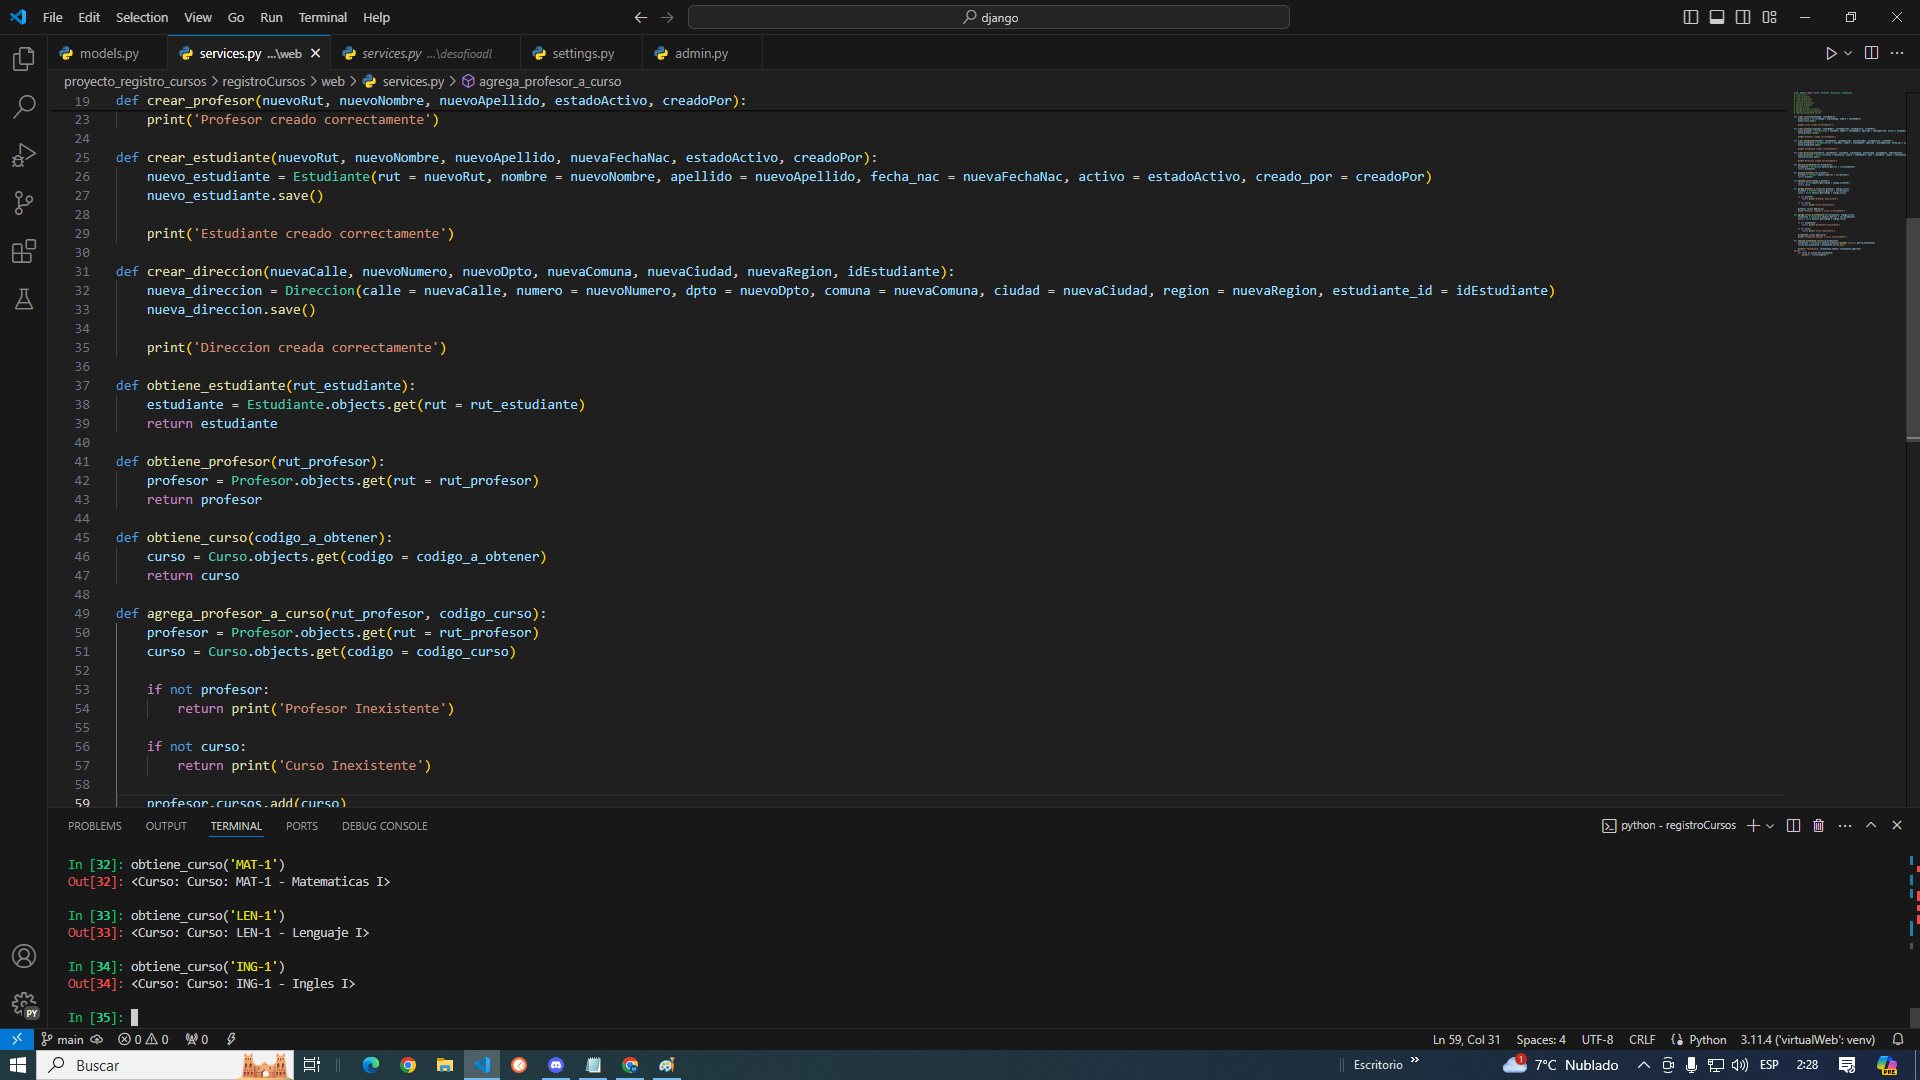 File Edit Selection View Go Run Terminal Help
django
models.py services.py ...\web services.py ...\desafioadl settings.py admin.py
proyecto_registro_cursos > registroCursos > web > services.py > agrega_profesor_a_curso
19 def crear_profesor(nuevoRut, nuevoNombre, nuevoApellido, estadoActivo, creadoPor):
23 print('Profesor creado correctamente')
24
25 def crear_estudiante(nuevoRut, nuevoNombre, nuevoApellido, nuevaFechaNac, estadoActivo, creadoPor):
26 nuevo_estudiante = Estudiante(rut = nuevoRut, nombre = nuevoNombre, apellido = nuevoApellido, fecha_nac = nuevaFechaNac, activo = estadoActivo, creado_por = creadoPor)
27 nuevo_estudiante.save()
28
29 print('Estudiante creado correctamente')
30
31 def crear_direccion(nuevaCalle, nuevoNumero, nuevoDpto, nuevaComuna, nuevaCiudad, nuevaRegion, idEstudiante):
32 nueva_direccion = Direccion(calle = nuevaCalle, numero = nuevoNumero, dpto = nuevoDpto, comuna = nuevaComuna, ciudad = nuevaCiudad, region = nuevaRegion, estudiante_id = idEstudiante)
33 nueva_direccion.save()
34
35 print('Direccion creada correctamente')
36
37 def obtiene_estudiante(rut_estudiante):
38 estudiante = Estudiante.objects.get(rut = rut_estudiante)
39 return estudiante
40
41 def obtiene_profesor(rut_profesor):
42 profesor = Profesor.objects.get(rut = rut_profesor)
43 return profesor
44
45 def obtiene_curso(codigo_a_obtener):
46 curso = Curso.objects.get(codigo = codigo_a_obtener)
47 return curso
48
49 def agrega_profesor_a_curso(rut_profesor, codigo_curso):
50 profesor = Profesor.objects.get(rut = rut_profesor)
51 curso = Curso.objects.get(codigo = codigo_curso)
52
53 if not profesor:
54 return print('Profesor Inexistente')
55
56 if not curso:
57 return print('Curso Inexistente')
58
59 profesor.cursos.add(curso)
PROBLEMS OUTPUT TERMINAL PORTS DEBUG CONSOLE
python - registroCursos
In [32]: obtiene_curso('MAT-1')
Out[32]: <Curso: Curso: MAT-1 - Matematicas I>
In [33]: obtiene_curso('LEN-1')
Out[33]: <Curso: Curso: LEN-1 - Lenguaje I>
In [34]: obtiene_curso('ING-1')
Out[34]: <Curso: Curso: ING-1 - Ingles I>
In [35]:
PY
main 0 0 0
Ln 59, Col 31 Spaces: 4 UTF-8 CRLF Python 3.11.4 ('virtualWeb': venv)
Buscar
Escritorio
1 7°C Nublado
ESP 2:28
PRE